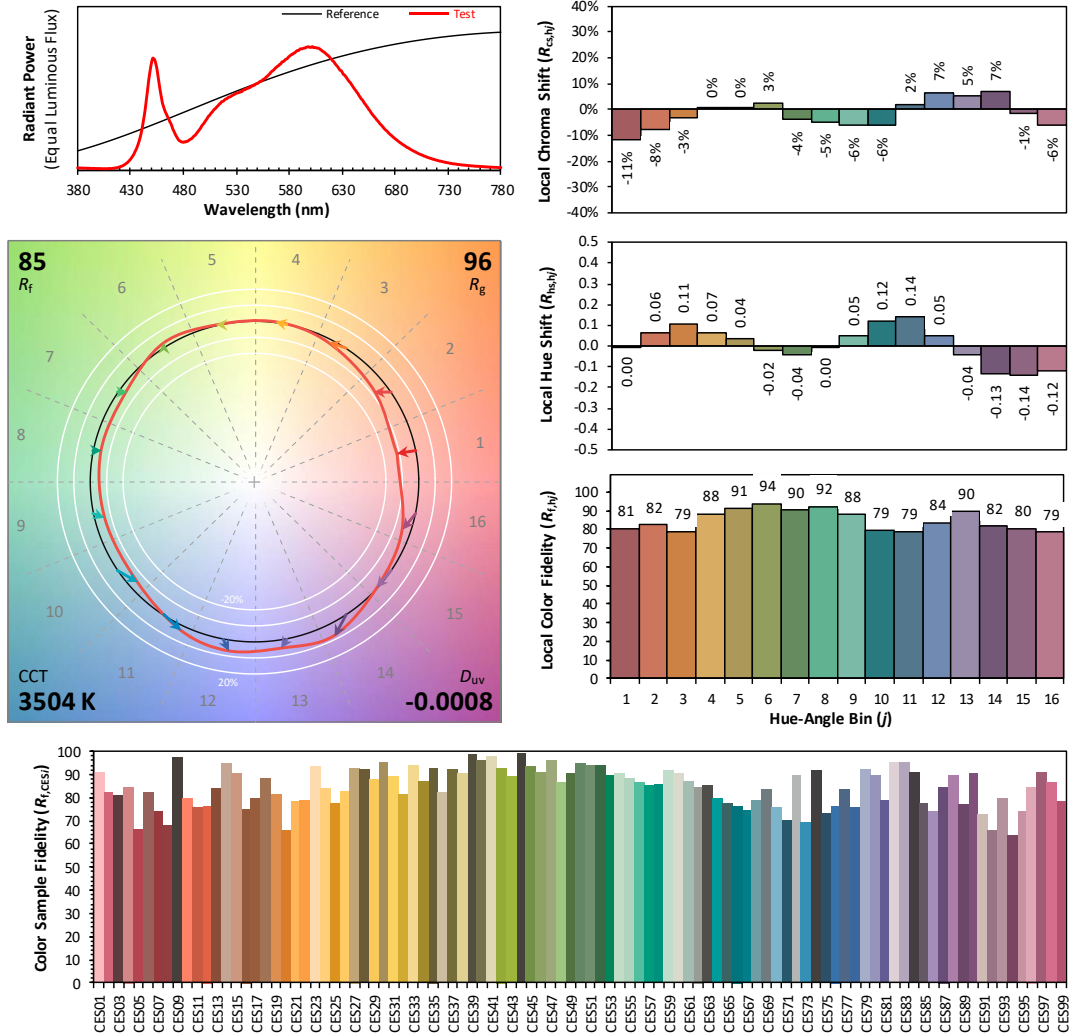 Reference
Test
Radiant Power
(Equal Luminous Flux)
380 430 480 530 580 630 680 730 780
Wavelength (nm)
Local Chroma Shift (Rcs,hj)
40%
30%
20%
10%
0%
-10%
-20%
-30%
-40%
-11% -8% -3% 0% 0% 3% -4% -5% -6% -6% 2% 7% 5% 7% -1% -6%
85
Rf
96
Rg
5 4
6 3
7 2
8 1
9 16
10 15
11 14
12 13
-20%
20%
CCT
3504 K
Duv
-0.0008
Local Hue Shift (Rhs,hj)
0.5
0.4
0.3
0.2
0.1
0.0
-0.1
-0.2
-0.3
-0.4
-0.5
0.00 0.06 0.11 0.07 0.04 -0.02 -0.04 0.00 0.05 0.12 0.14 0.05 -0.04 -0.13 -0.14 -0.12
Local Color Fidelity (Rf,hj)
100
90
80
70
60
50
40
30
20
10
0
81 82 79 88 91 94 90 92 88 79 79 84 90 82 80 79
1 2 3 4 5 6 7 8 9 10 11 12 13 14 15 16
Hue-Angle Bin (j)
Color Sample Fidelity (Rf,CESi)
100
90
80
70
60
50
40
30
20
10
0
CES01 CES03 CES05 CES07 CES09 CES11 CES13 CES15 CES17 CES19 CES21 CES23 CES25 CES27 CES29 CES31 CES33 CES35 CES37 CES39 CES41 CES43 CES45 CES47 CES49 CES51 CES53 CES55 CES57 CES59 CES61 CES63 CES65 CES67 CES69 CES71 CES73 CES75 CES77 CES79 CES81 CES83 CES85 CES87 CES89 CES91 CES93 CES95 CES97 CES99